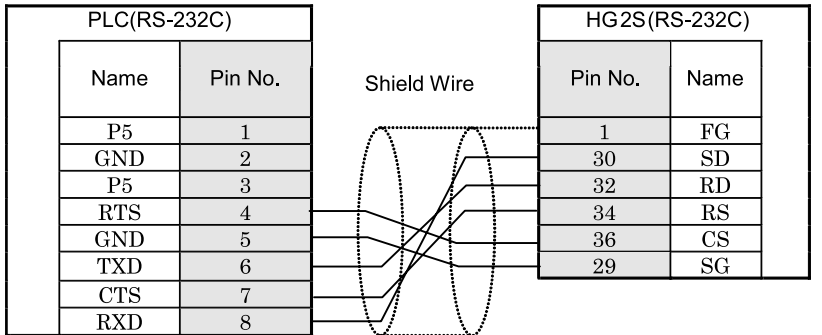 PLC(RS-232C) HG2S(RS-232C)
Name Pin No. Shield Wire Pin No. Name
P5 1 1 FG
GND 2 30 SD
P5 3 32 RD
RTS 4 34 RS
GND 5 36 CS
TXD 6 29 SG
CTS 7
RXD 8